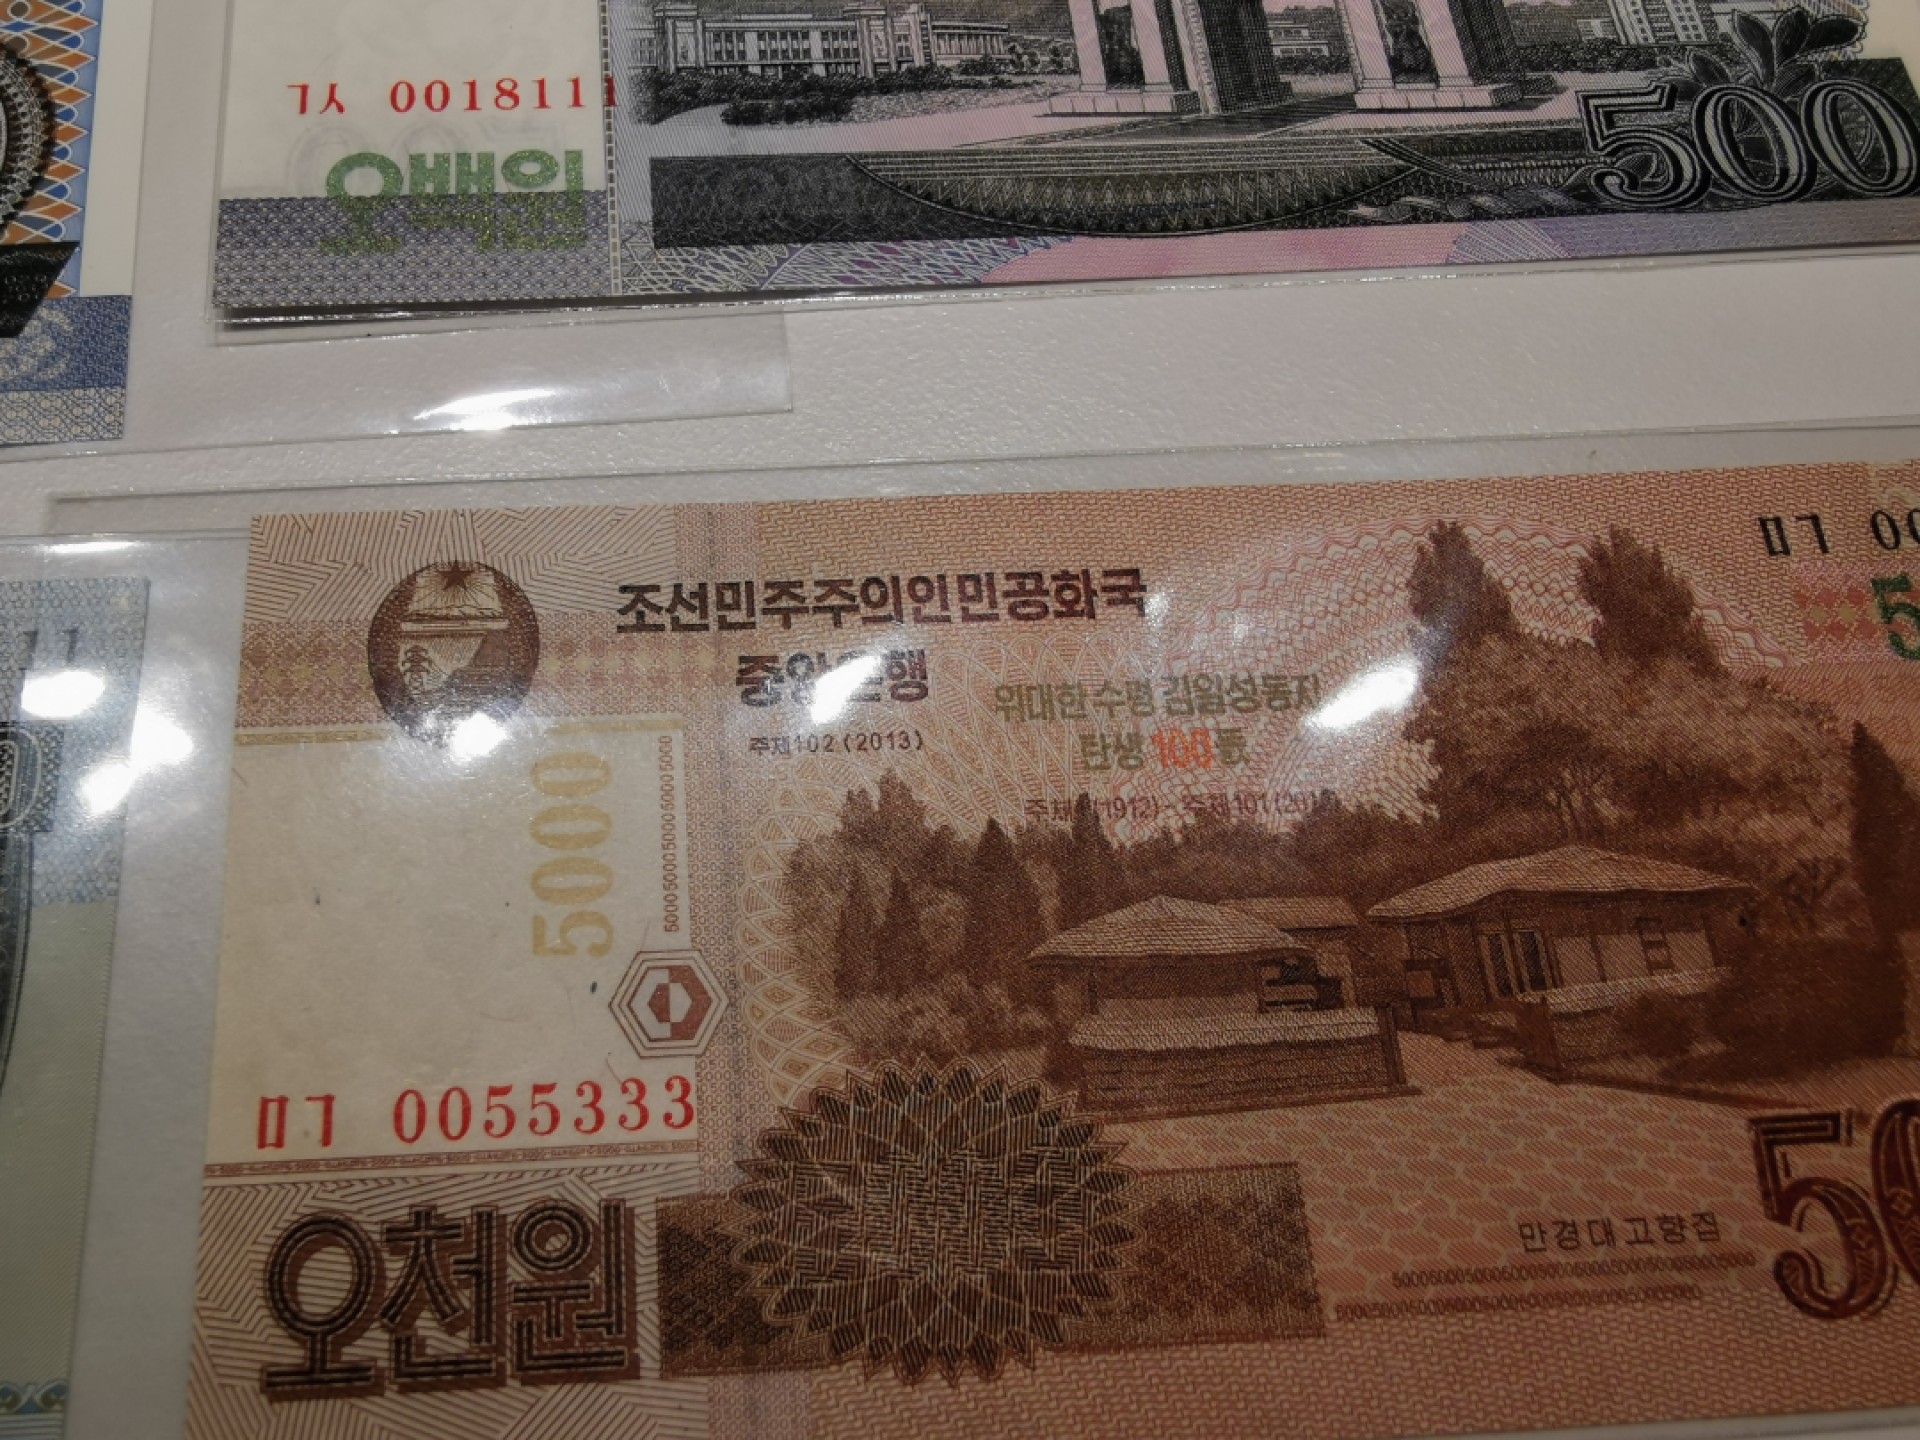 ㄱㅅ 0018111
오백원
500
조선민주주의인민공화국
중앙은행
주체102 (2013)
위대한 수령 김일성동지
탄생 100돐
5000
5000500050005000
ㅁㄱ
ㅁㄱ 0055333
오천원
만경대고향집